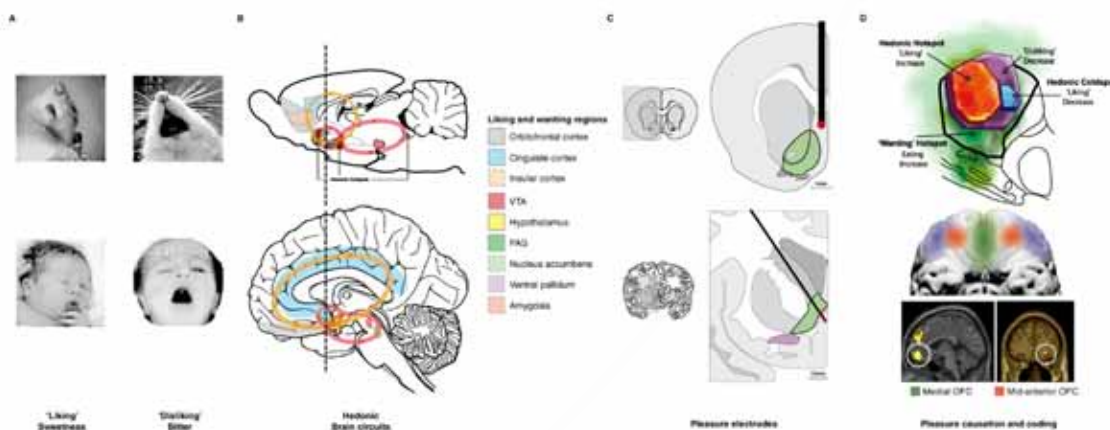 A
B
C
D
Hedonic Hotspot
'Liking'
Increase
'Disliking'
Decrease
Hedonic Coldspot
'Liking'
Decrease
'Wanting' Hotspot
Eating
Increase
Liking and wanting regions
Orbitofrontal cortex
Cingulate cortex
Insular cortex
VTA
Hypothalamus
PAG
Nucleus accumbens
Ventral pallidum
Amygdala
Medial OFC
Mid-anterior OFC
'Liking'
Sweetness
'Disliking'
Bitter
Hedonic
Brain circuits
Pleasure electrodes
Pleasure causation and coding